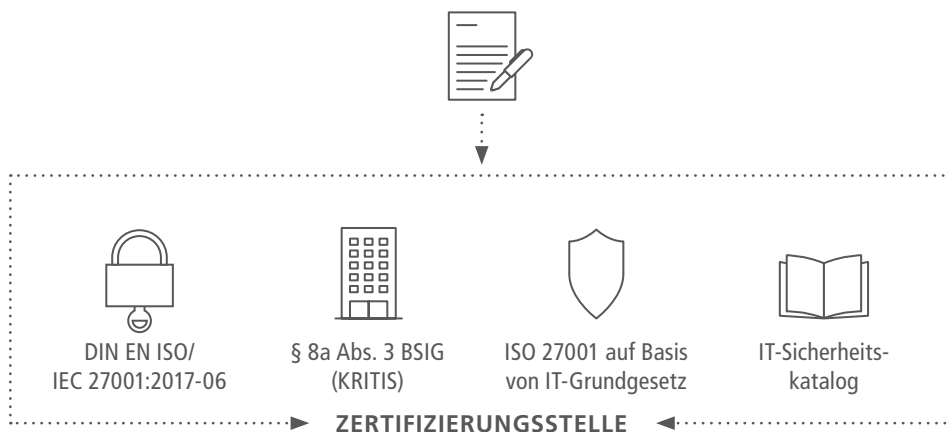 DIN EN ISO/
IEC 27001:2017-06
§ 8a Abs. 3 BSIG
(KRITIS)
ISO 27001 auf Basis
von IT-Grundgesetz
IT-Sicherheits-
katalog
ZERTIFIZIERUNGSSTELLE